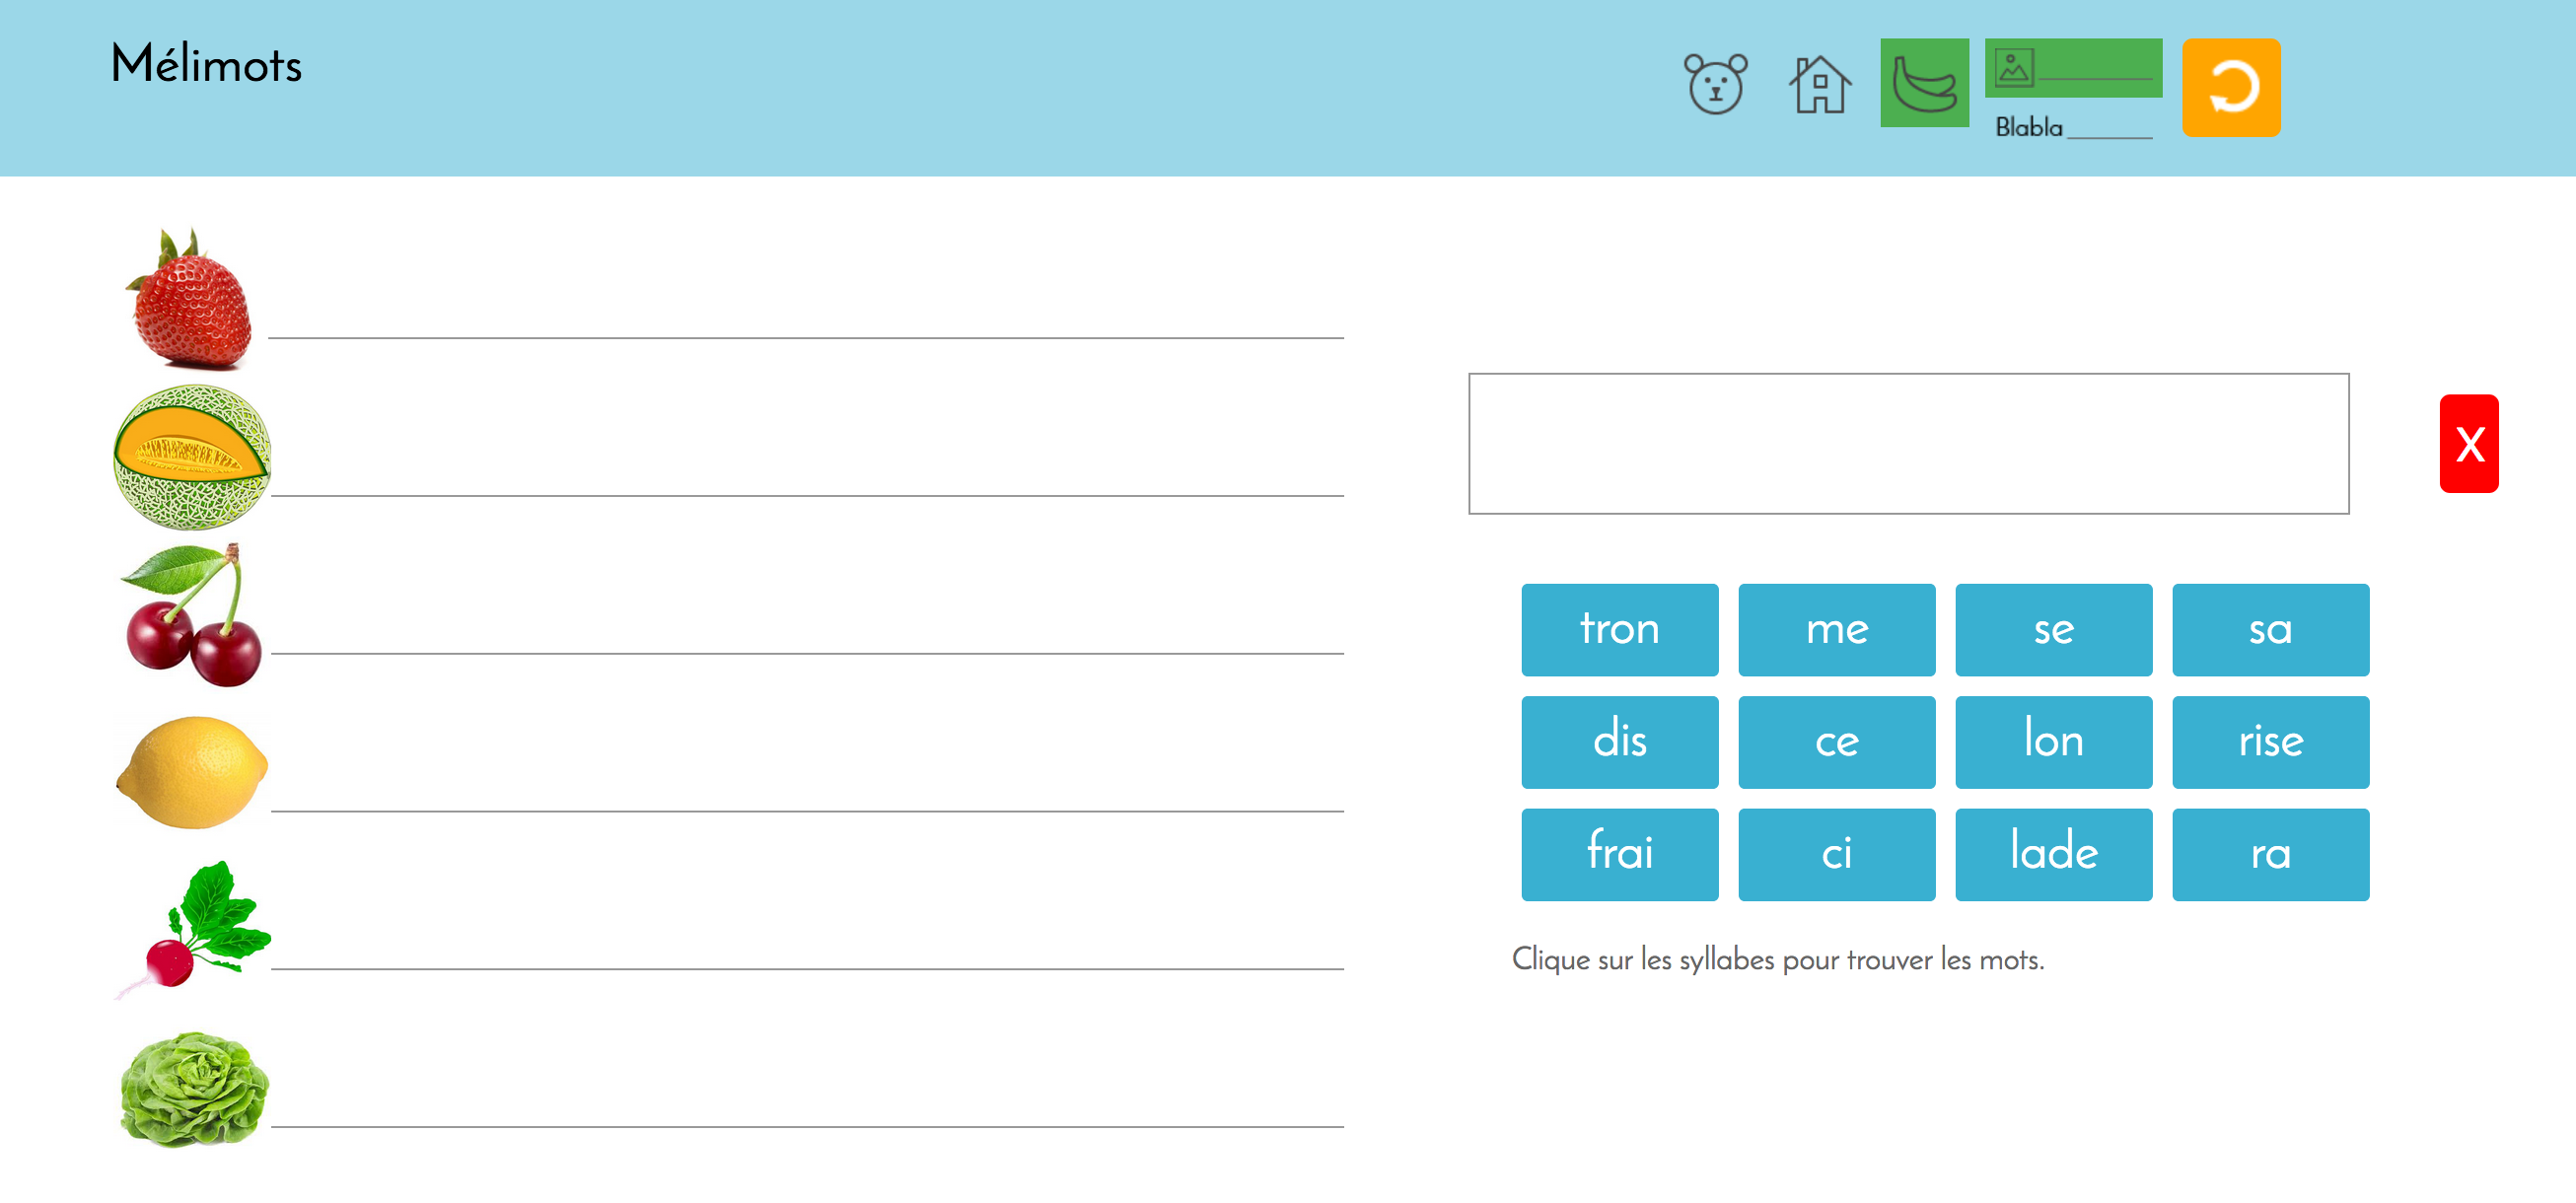 Mélimots
Blabla
X
tron me se sa
dis ce lon rise
frai ci lade ra
Clique sur les syllabes pour trouver les mots.